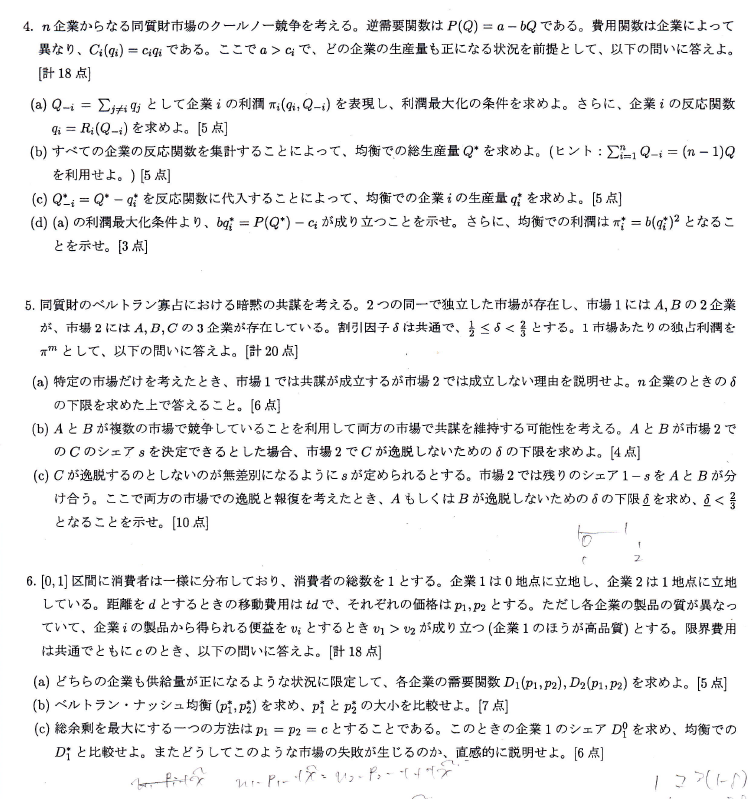 4. n 企業からなる同質財市場のクールノー競争を考える。逆需要関数は P(Q) = a − bQ である。費用関数は企業によって
異なり、C_i(q_i) = c_iq_i である。ここで a > c_i で、どの企業の生産量も正になる状況を前提として、以下の問いに答えよ。
[計 18 点]
(a) Q_{−i} = ∑_{j≠i} q_j として企業 i の利潤 π_i(q_i, Q_{−i}) を表現し、利潤最大化の条件を求めよ。さらに、企業 i の反応関数
q_i = R_i(Q_{−i}) を求めよ。[5 点]
(b) すべての企業の反応関数を集計することによって、均衡での総生産量 Q* を求めよ。(ヒント：∑_{i=1}^n Q_{−i} = (n − 1)Q
を利用せよ。) [5 点]
(c) Q*_{−i} = Q* − q*_i を反応関数に代入することによって、均衡での企業 i の生産量 q*_i を求めよ。[5 点]
(d) (a) の利潤最大化条件より、bq*_i = P(Q*) − c_i が成り立つことを示せ。さらに、均衡での利潤は π*_i = b(q*_i)² となるこ
とを示せ。[3 点]
5. 同質財のベルトラン寡占における暗黙の共謀を考える。2 つの同一で独立した市場が存在し、市場 1 には A, B の 2 企業
が、市場 2 には A, B, C の 3 企業が存在している。割引因子 δ は共通で、1/2 ≤ δ < 2/3 とする。1 市場あたりの独占利潤を
π^m として、以下の問いに答えよ。[計 20 点]
(a) 特定の市場だけを考えたとき、市場 1 では共謀が成立するが市場 2 では成立しない理由を説明せよ。n 企業のときの δ
の下限を求めた上で答えること。[6 点]
(b) A と B が複数の市場で競争していることを利用して両方の市場で共謀を維持する可能性を考える。A と B が市場 2 で
の C のシェア s を決定できるとした場合、市場 2 で C が逸脱しないための δ の下限を求めよ。[4 点]
(c) C が逸脱するのとしないのが無差別になるように s が定められるとする。市場 2 では残りのシェア 1 − s を A と B が分
け合う。ここで両方の市場での逸脱と報復を考えたとき、A もしくは B が逸脱しないための δ の下限 δ̲ を求め、δ̲ < 2/3
となることを示せ。[10 点]
0 1
1 2
6. [0, 1] 区間に消費者は一様に分布しており、消費者の総数を 1 とする。企業 1 は 0 地点に立地し、企業 2 は 1 地点に立地
している。距離を d とするときの移動費用は td で、それぞれの価格は p_1, p_2 とする。ただし各企業の製品の質が異なっ
ていて、企業 i の製品から得られる便益を v_i とするとき v_1 > v_2 が成り立つ (企業 1 のほうが高品質) とする。限界費用
は共通でともに c のとき、以下の問いに答えよ。[計 18 点]
(a) どちらの企業も供給量が正になるような状況に限定して、各企業の需要関数 D_1(p_1, p_2), D_2(p_1, p_2) を求めよ。[5 点]
(b) ベルトラン・ナッシュ均衡 (p*_1, p*_2) を求め、p*_1 と p*_2 の大小を比較せよ。[7 点]
(c) 総余剰を最大にする一つの方法は p_1 = p_2 = c とすることである。このときの企業 1 のシェア D^0_1 を求め、均衡での
D*_1 と比較せよ。またどうしてこのような市場の失敗が生じるのか、直感的に説明せよ。[6 点]